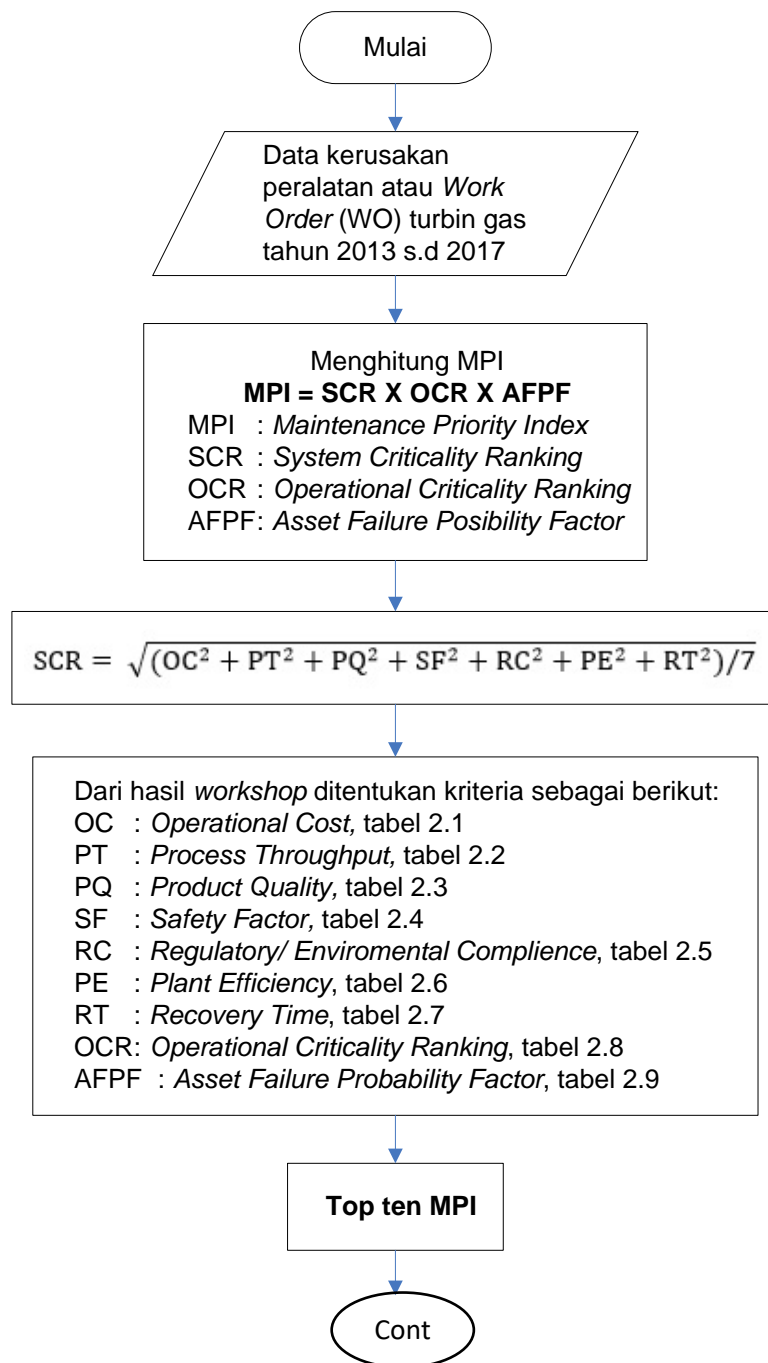 Mulai
Data kerusakan
peralatan atau Work
Order (WO) turbin gas
tahun 2013 s.d 2017
Menghitung MPI
MPI = SCR X OCR X AFPF
MPI : Maintenance Priority Index
SCR : System Criticality Ranking
OCR : Operational Criticality Ranking
AFPF: Asset Failure Posibility Factor
SCR = √(OC² + PT² + PQ² + SF² + RC² + PE² + RT²)/7
Dari hasil workshop ditentukan kriteria sebagai berikut:
OC : Operational Cost, tabel 2.1
PT : Process Throughput, tabel 2.2
PQ : Product Quality, tabel 2.3
SF : Safety Factor, tabel 2.4
RC : Regulatory/ Enviromental Complience, tabel 2.5
PE : Plant Efficiency, tabel 2.6
RT : Recovery Time, tabel 2.7
OCR: Operational Criticality Ranking, tabel 2.8
AFPF : Asset Failure Probability Factor, tabel 2.9
Top ten MPI
Cont